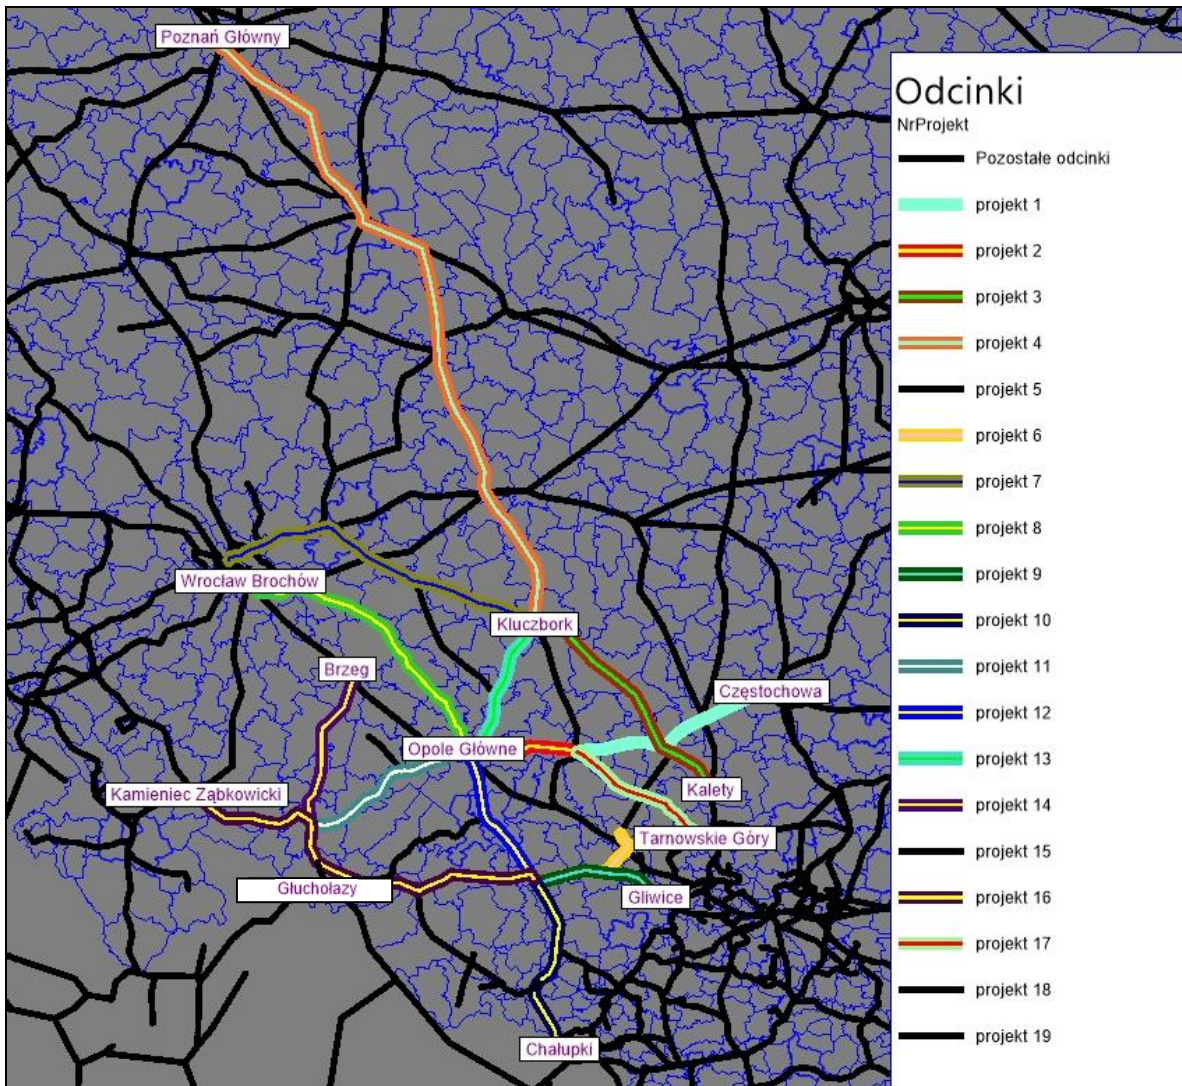 Poznań Główny
Wrocław Brochów
Kluczbork
Brzeg
Częstochowa
Opole Główne
Kamieniec Ząbkowicki
Kalety
Tarnowskie Góry
Głuchołazy
Gliwice
Chałupki
Odcinki
NrProjekt
Pozostałe odcinki
projekt 1
projekt 2
projekt 3
projekt 4
projekt 5
projekt 6
projekt 7
projekt 8
projekt 9
projekt 10
projekt 11
projekt 12
projekt 13
projekt 14
projekt 15
projekt 16
projekt 17
projekt 18
projekt 19